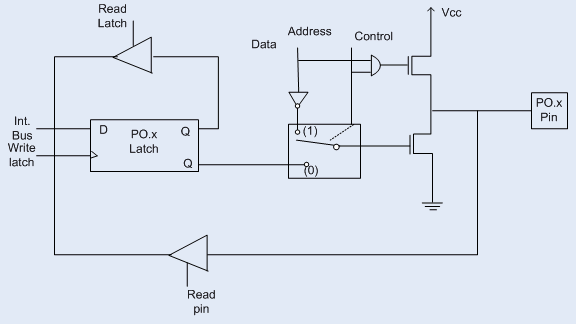 Read
Latch
Data
Address
Control
Vcc
Int.
Bus
Write
latch
D
PO.x
Latch
Q
Q
(1)
(0)
PO.x
Pin
Read
pin